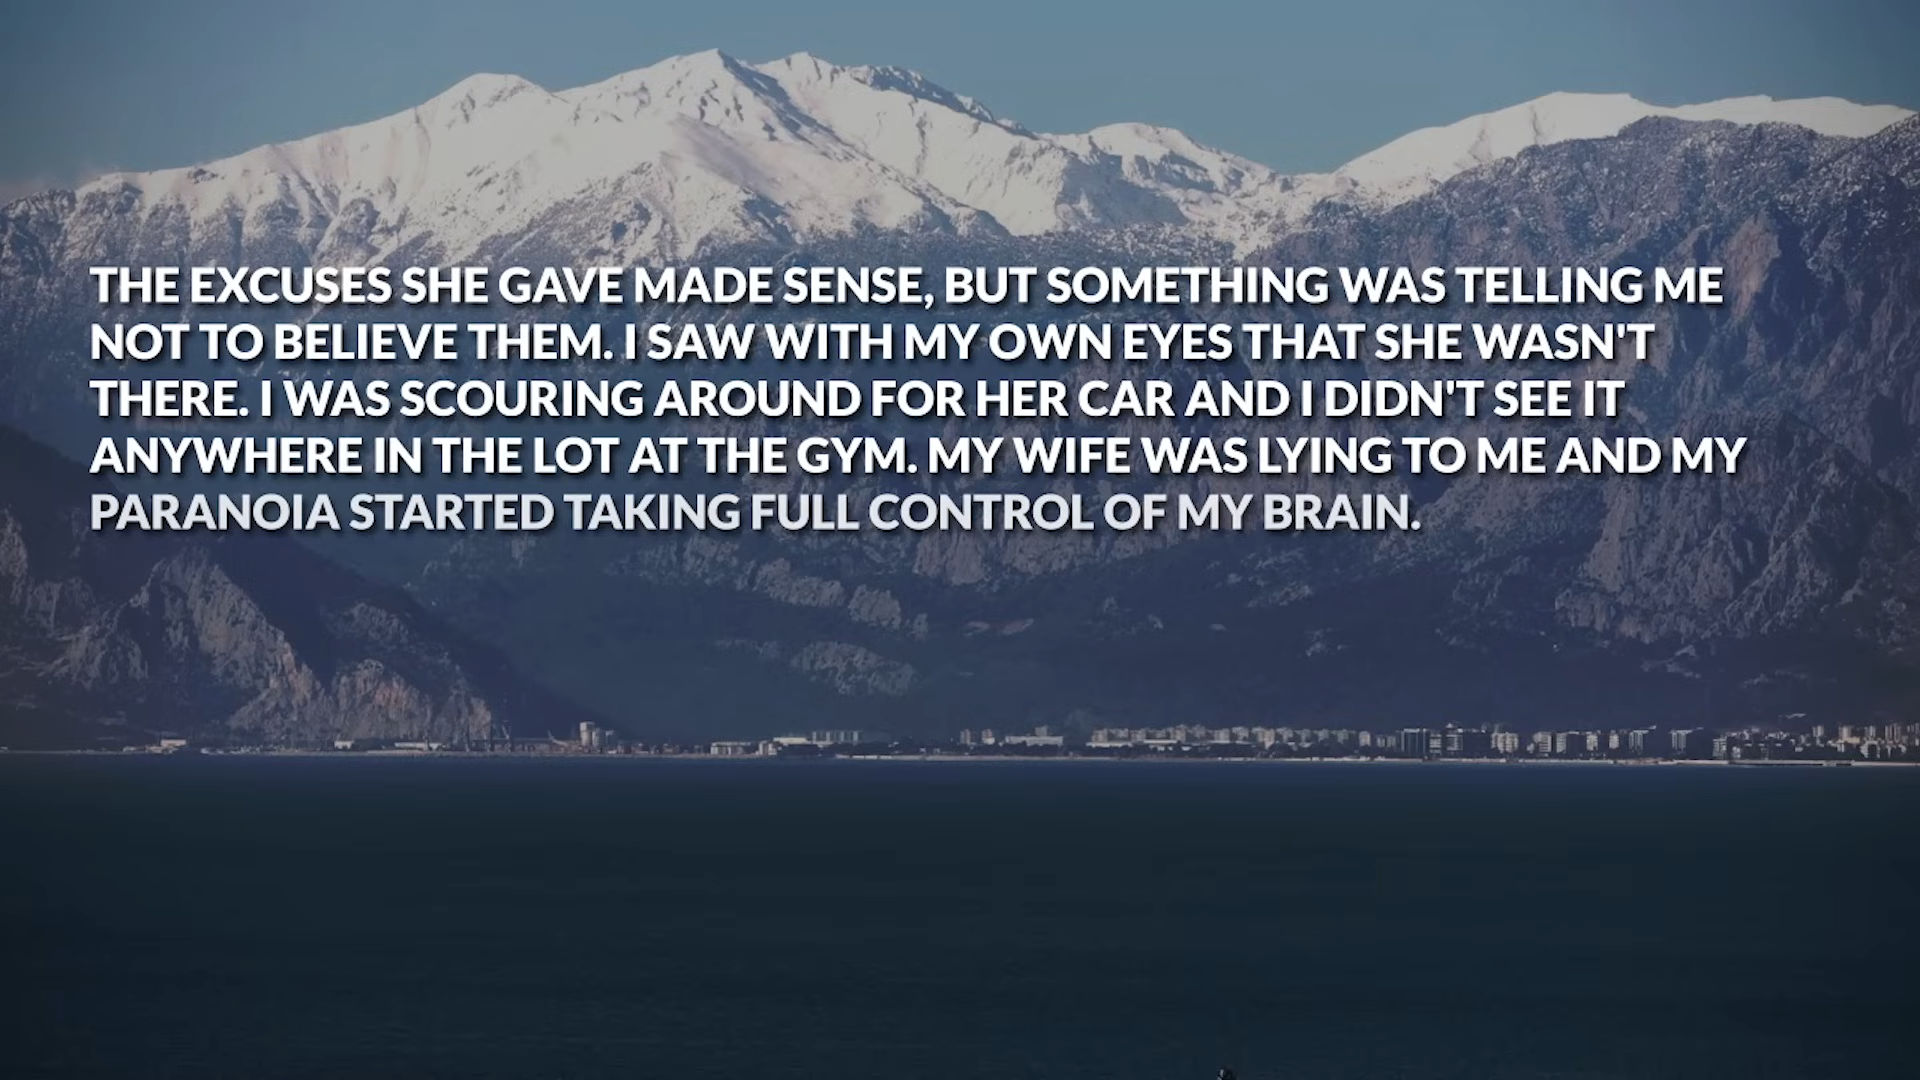 THE EXCUSES SHE GAVE MADE SENSE, BUT SOMETHING WAS TELLING ME
NOT TO BELIEVE THEM. I SAW WITH MY OWN EYES THAT SHE WASN'T
THERE. I WAS SCOURING AROUND FOR HER CAR AND I DIDN'T SEE IT
ANYWHERE IN THE LOT AT THE GYM. MY WIFE WAS LYING TO ME AND MY
PARANOIA STARTED TAKING FULL CONTROL OF MY BRAIN.